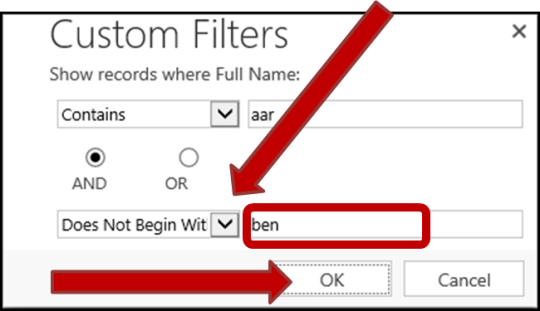 Custom Filters
Show records where Full Name:
Contains aar
AND OR
Does Not Begin Wit ben
OK Cancel